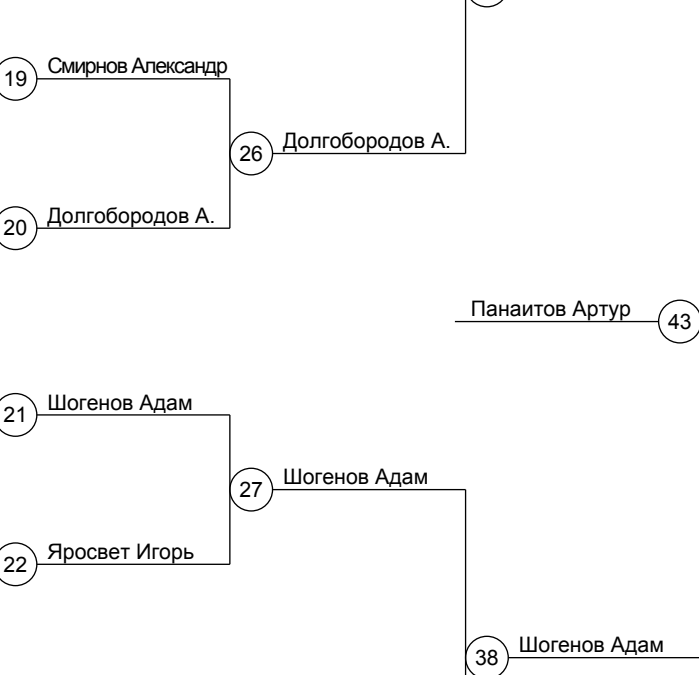 19 Смирнов Александр
26 Долгобородов А.
20 Долгобородов А.
Панаитов Артур 43
21 Шогенов Адам
27 Шогенов Адам
22 Яросвет Игорь
38 Шогенов Адам